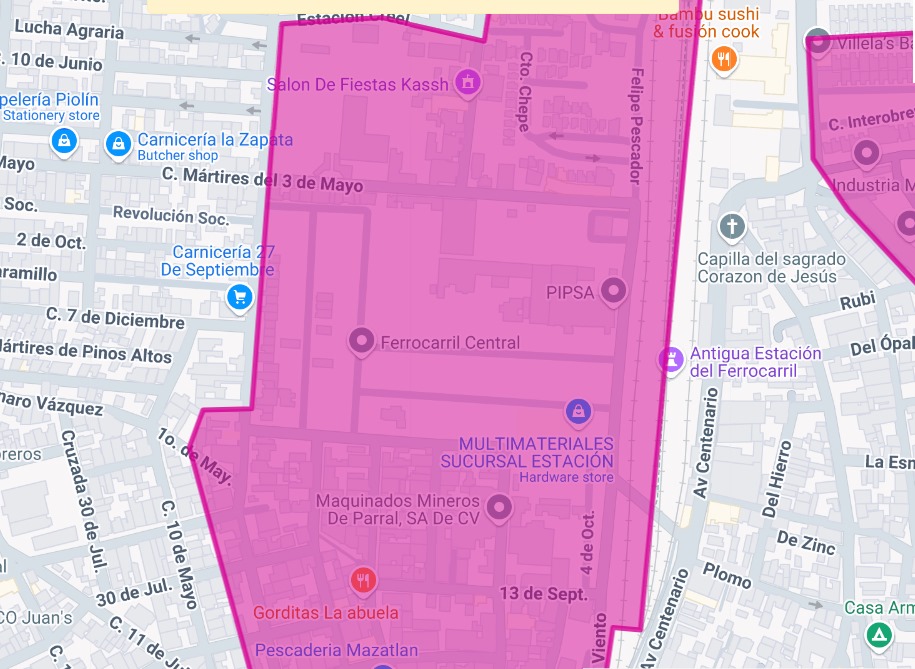 Estación Creel
Lucha Agraria
Bambu sushi
& fusión cook
Villela's Ba
C. 10 de Junio
Salon De Fiestas Kassh
Cto. Chepe
Felipe Pescador
pelería Piolín
Stationery store
Carnicería la Zapata
Butcher shop
C. Interobre
Mayo
C. Mártires del 3 de Mayo
Industria M
Soc.
Revolución Soc.
2 de Oct.
Carnicería 27
De Septiembre
Capilla del sagrado
Corazon de Jesús
aramillo
PIPSA
Rubi
C. 7 de Diciembre
Ferrocarril Central
Del Ópal
Mártires de Pinos Altos
Antigua Estación
del Ferrocarril
naro Vázquez
Av Centenario
1o. de May.
MULTIMATERIALES
SUCURSAL ESTACIÓN
Hardware store
Cruzada 30 de Jul.
oreros
Del Hierro
La Esm
Maquinados Mineros
De Parral, SA De CV
C. 10 de Mayo
4 de Oct.
De Zinc
Plomo
30 de Jul.
13 de Sept.
Gorditas La abuela
Av Centenario
Casa Arm
CO Juan's
C. 11 de Ju
Viento
Pescaderia Mazatlan
C. 1